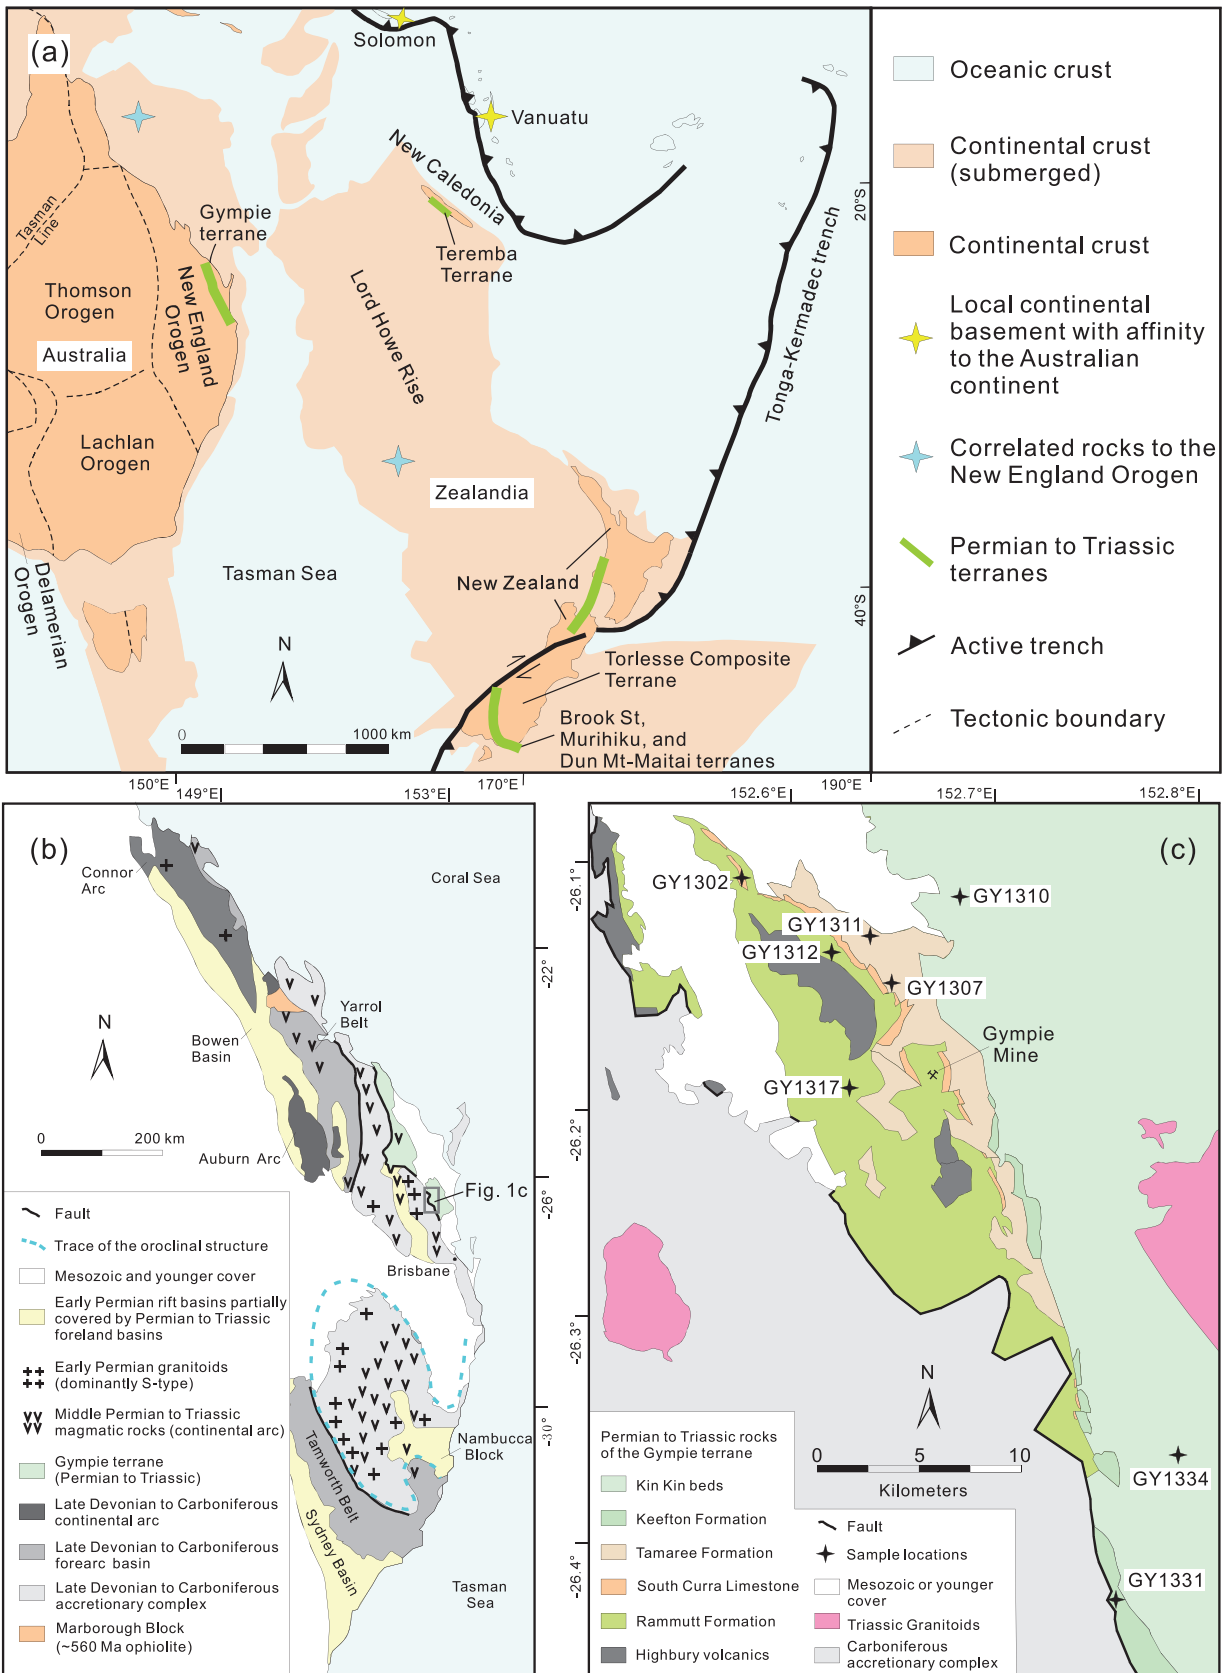 (a)
Solomon
Vanuatu
New Caledonia
Teremba
Terrane
Tasman
Line
Gympie
terrane
Thomson
Orogen
Australia
New England
Orogen
Lachlan
Orogen
Delamerian
Orogen
Lord Howe Rise
Zealandia
Tasman Sea
New Zealand
Tonga-Kermadec trench
Torlesse Composite
Terrane
Brook St,
Murihiku, and
Dun Mt-Maitai terranes
N
0
1000 km
20°S
40°S
150°E
170°E
190°E
Oceanic crust
Continental crust
(submerged)
Continental crust
Local continental
basement with affinity
to the Australian
continent
Correlated rocks to the
New England Orogen
Permian to Triassic
terranes
Active trench
Tectonic boundary
149°E
153°E
(b)
Connor
Arc
Coral Sea
-22°
Yarrol
Belt
Bowen
Basin
N
0
200 km
Auburn Arc
Fig. 1c
-26°
Brisbane
-30°
Nambucca
Block
Tamworth Belt
Sydney Basin
Tasman
Sea
Fault
Trace of the oroclinal structure
Mesozoic and younger cover
Early Permian rift basins partially
covered by Permian to Triassic
foreland basins
Early Permian granitoids
(dominantly S-type)
Middle Permian to Triassic
magmatic rocks (continental arc)
Gympie terrane
(Permian to Triassic)
Late Devonian to Carboniferous
continental arc
Late Devonian to Carboniferous
forearc basin
Late Devonian to Carboniferous
accretionary complex
Marborough Block
(~560 Ma ophiolite)
152.6°E
152.7°E
152.8°E
(c)
-26.1°
-26.2°
-26.3°
-26.4°
GY1302
GY1310
GY1311
GY1312
GY1307
Gympie
Mine
GY1317
GY1334
GY1331
N
0
5
10
Kilometers
Permian to Triassic rocks
of the Gympie terrane
Kin Kin beds
Keefton Formation
Tamaree Formation
South Curra Limestone
Rammutt Formation
Highbury volcanics
Fault
Sample locations
Mesozoic or younger
cover
Triassic Granitoids
Carboniferous
accretionary complex